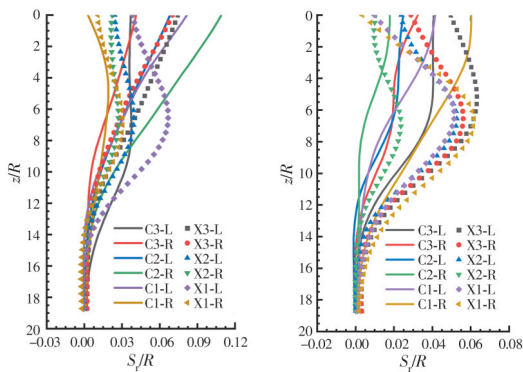 0
2
4
6
8
10
12
14
16
18
20
z/R
C3-L X3-L
C3-R X3-R
C2-L X2-L
C2-R X2-R
C1-L X1-L
C1-R X1-R
-0.03 0.00 0.03 0.06 0.09 0.12
Sr/R
0
2
4
6
8
10
12
14
16
18
20
z/R
C3-L X3-L
C3-R X3-R
C2-L X2-L
C2-R X2-R
C1-L X1-L
C1-R X1-R
-0.02 0.00 0.02 0.04 0.06 0.08
Sr/R